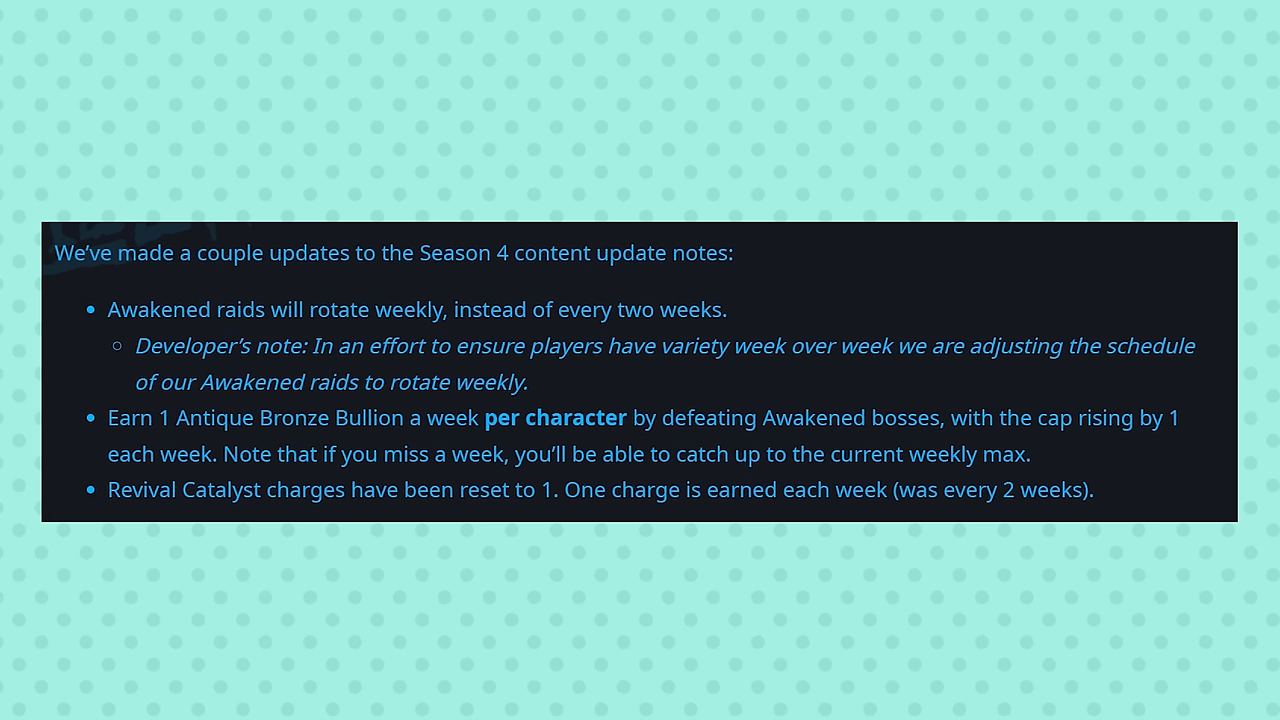 We’ve made a couple updates to the Season 4 content update notes:
Awakened raids will rotate weekly, instead of every two weeks.
Developer’s note: In an effort to ensure players have variety week over week we are adjusting the schedule
of our Awakened raids to rotate weekly.
Earn 1 Antique Bronze Bullion a week per character by defeating Awakened bosses, with the cap rising by 1
each week. Note that if you miss a week, you’ll be able to catch up to the current weekly max.
Revival Catalyst charges have been reset to 1. One charge is earned each week (was every 2 weeks).